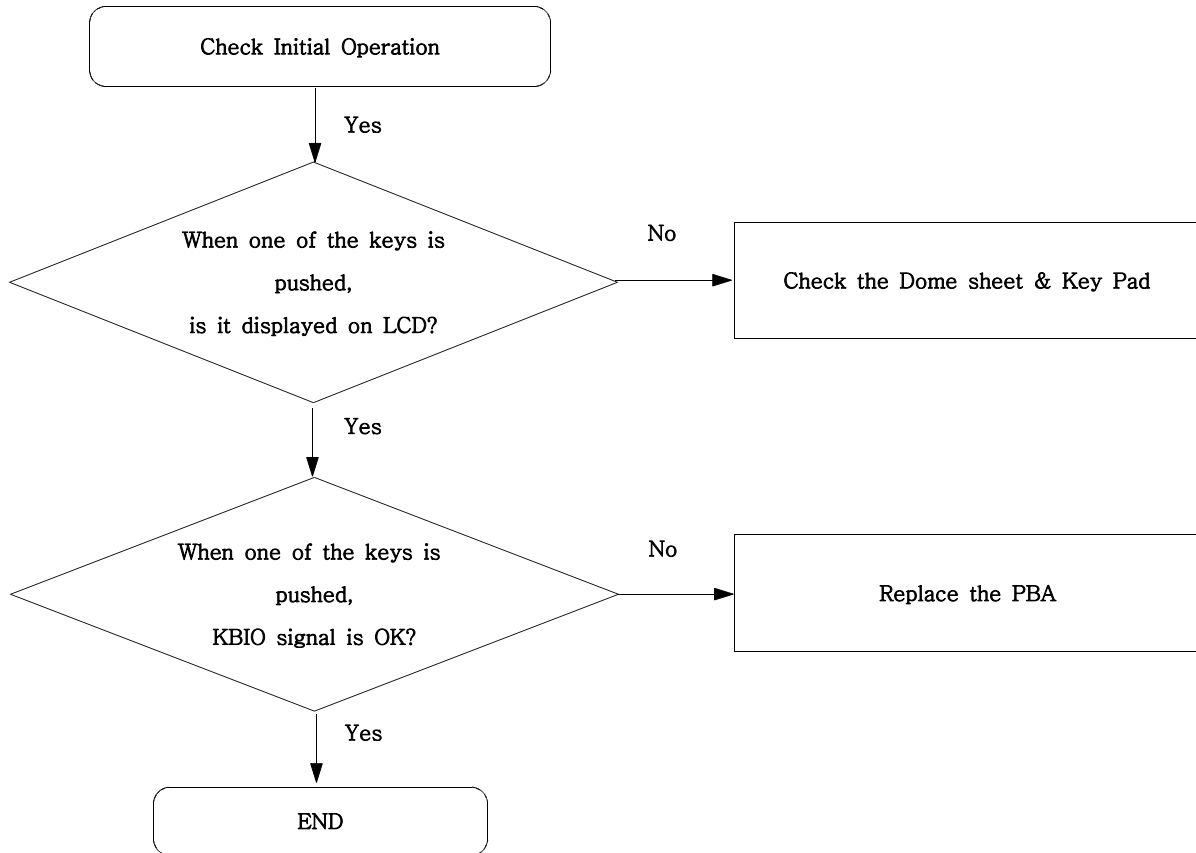 Check Initial Operation
Yes
When one of the keys is
pushed,
is it displayed on LCD?
No
Check the Dome sheet & Key Pad
Yes
When one of the keys is
pushed,
KBIO signal is OK?
No
Replace the PBA
Yes
END